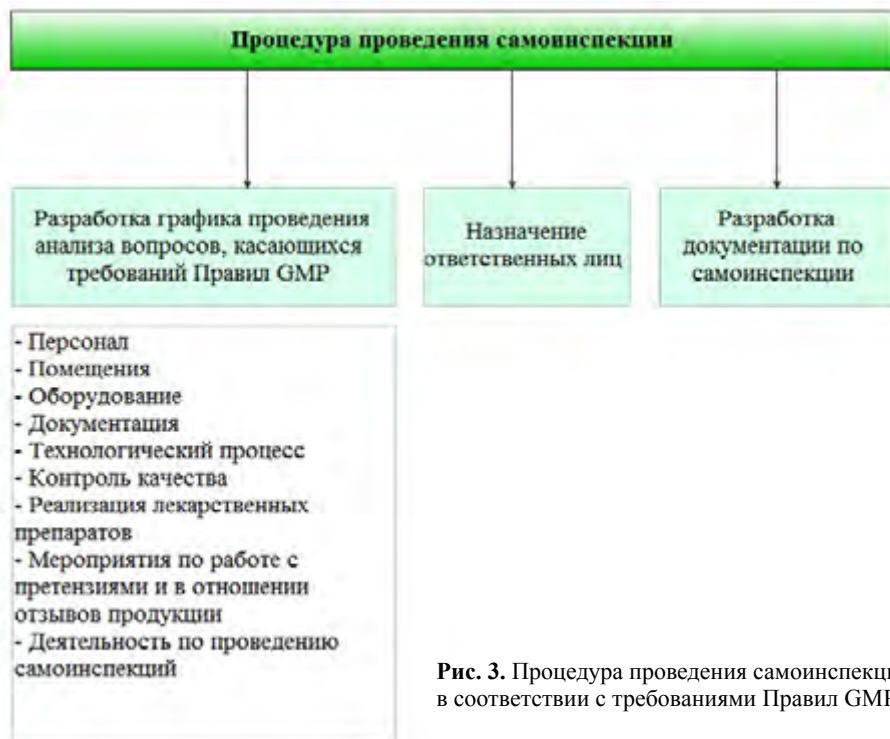 Процедура проведения самоинспекции
Разработка графика проведения
анализа вопросов, касающихся
требований Правил GMP
Назначение
ответственных лиц
Разработка
документации по
самоинспекции
- Персонал
- Помещения
- Оборудование
- Документация
- Технологический процесс
- Контроль качества
- Реализация лекарственных
препаратов
- Мероприятия по работе с
претензиями и в отношении
отзывов продукции
- Деятельность по проведению
самоинспекций
Рис. 3. Процедура проведения самоинспекци
в соответствии с требованиями Правил GMP